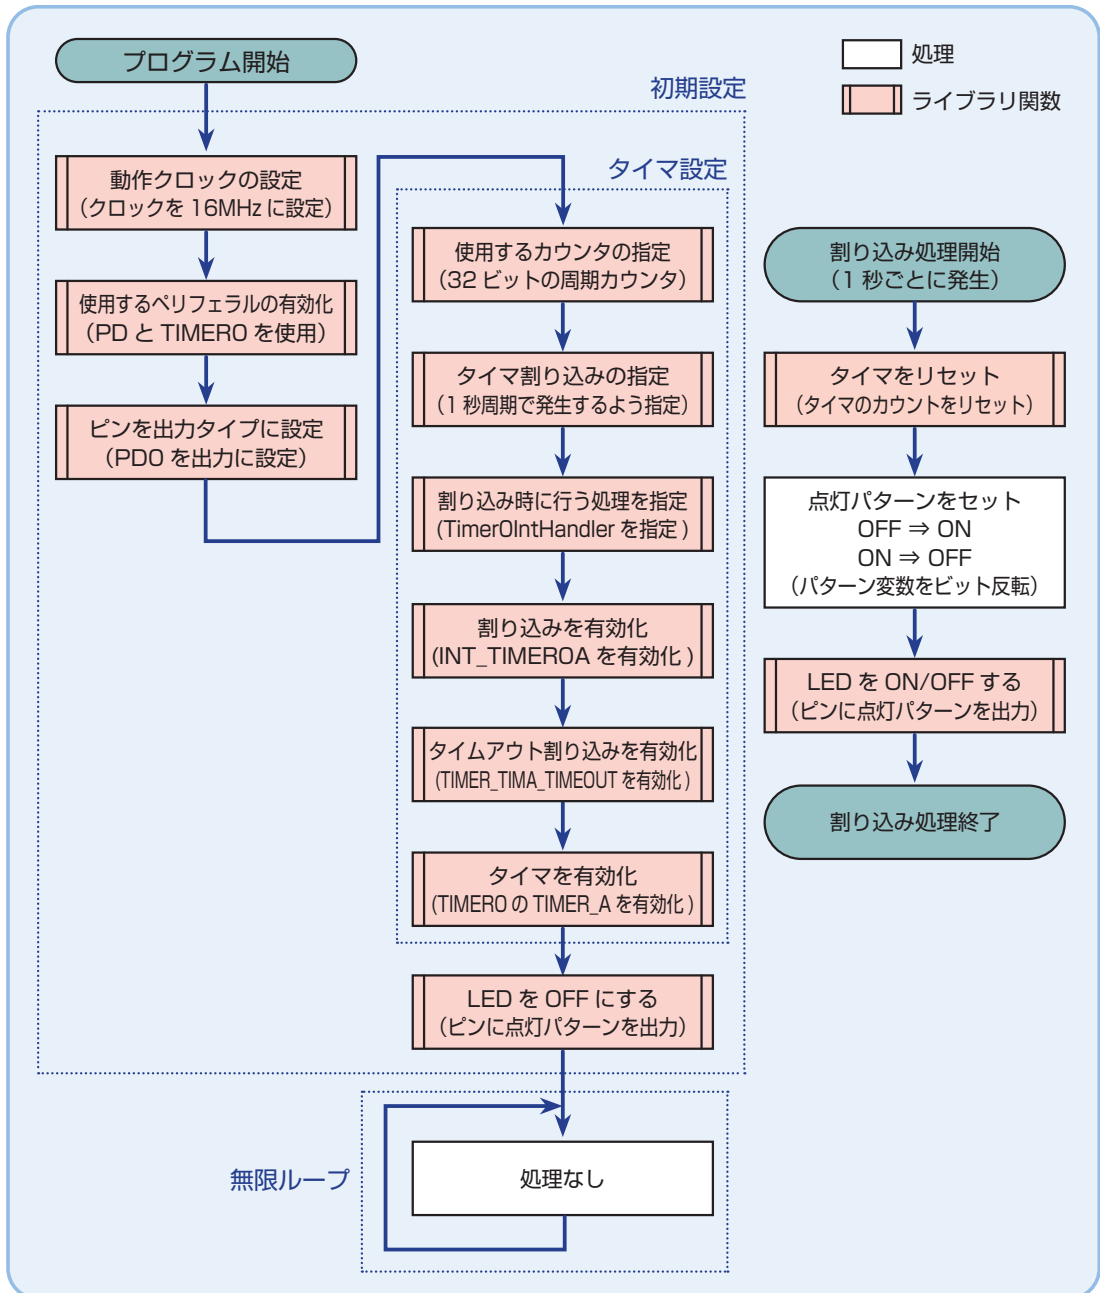 プログラム開始
処理
ライブラリ関数
初期設定
動作クロックの設定
(クロックを 16MHz に設定)
使用するペリフェラルの有効化
(PD と TIMER0 を使用)
ピンを出力タイプに設定
(PD0 を出力に設定)
タイマ設定
使用するカウンタの指定
(32 ビットの周期カウンタ)
タイマ割り込みの指定
(1 秒周期で発生するよう指定)
割り込み時に行う処理を指定
(Timer0IntHandler を指定 )
割り込みを有効化
(INT_TIMER0A を有効化 )
タイムアウト割り込みを有効化
(TIMER_TIMA_TIMEOUT を有効化 )
タイマを有効化
(TIMER0 の TIMER_A を有効化 )
LED を OFF にする
(ピンに点灯パターンを出力)
無限ループ
処理なし
割り込み処理開始
(1 秒ごとに発生)
タイマをリセット
(タイマのカウントをリセット)
点灯パターンをセット
OFF ⇒ ON
ON ⇒ OFF
(パターン変数をビット反転)
LED を ON/OFF する
(ピンに点灯パターンを出力)
割り込み処理終了